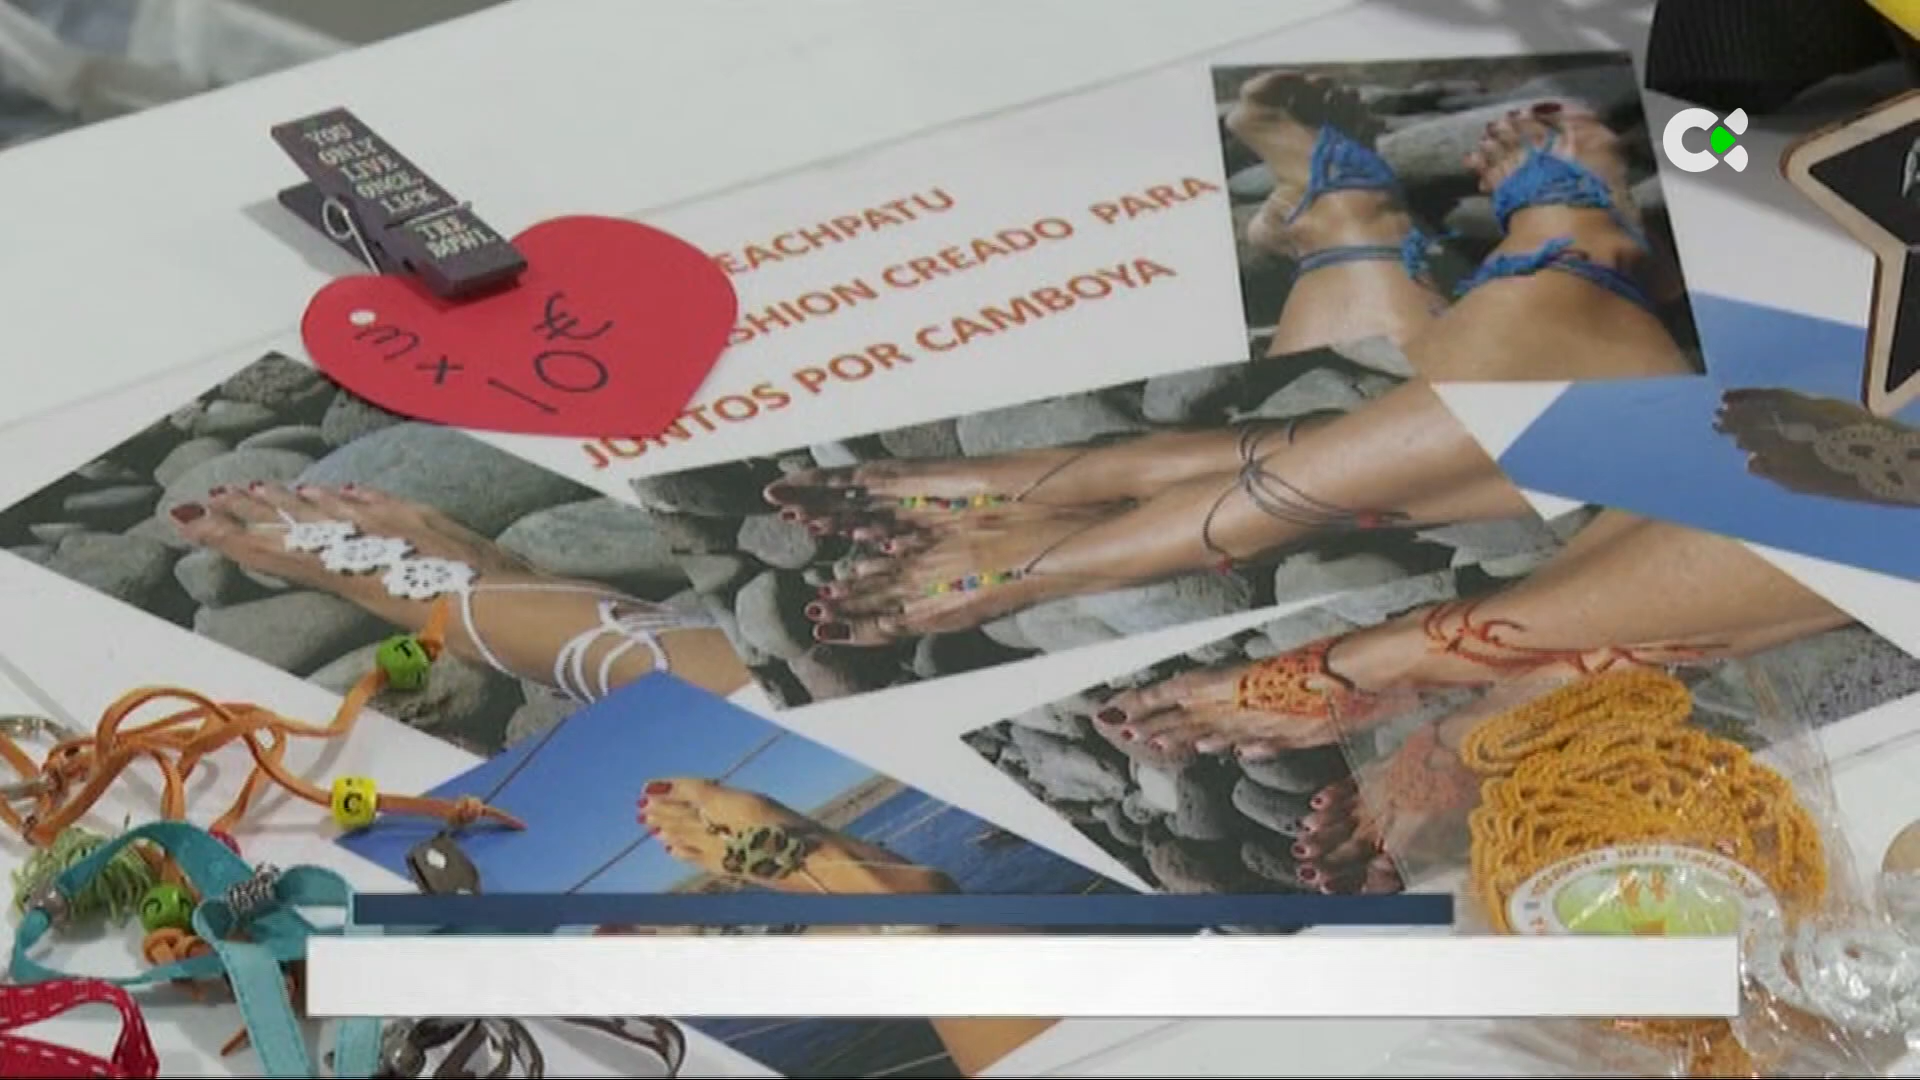 YOU
ONLY
LIVE
ONCE,
LICK
THE
BOWL
3 x 10 €
EACHPATU
SHION CREADO PARA
JUNTOS POR CAMBOYA
T
C